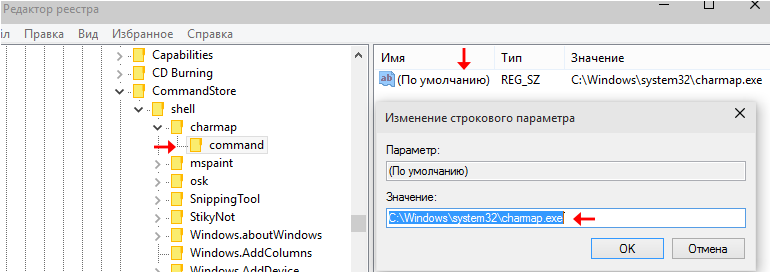 Редактор реестра
Правка Вид Избранное Справка
Capabilities
CD Burning
CommandStore
shell
charmap
command
mspaint
osk
SnippingTool
StikyNot
Windows.aboutWindows
Windows.AddColumns
Windows.AddDevice
Имя Тип Значение
ab (По умолчанию) REG_SZ C:\Windows\system32\charmap.exe
Изменение строкового параметра
Параметр:
(По умолчанию)
Значение:
C:\Windows\system32\charmap.exe
OK Отмена